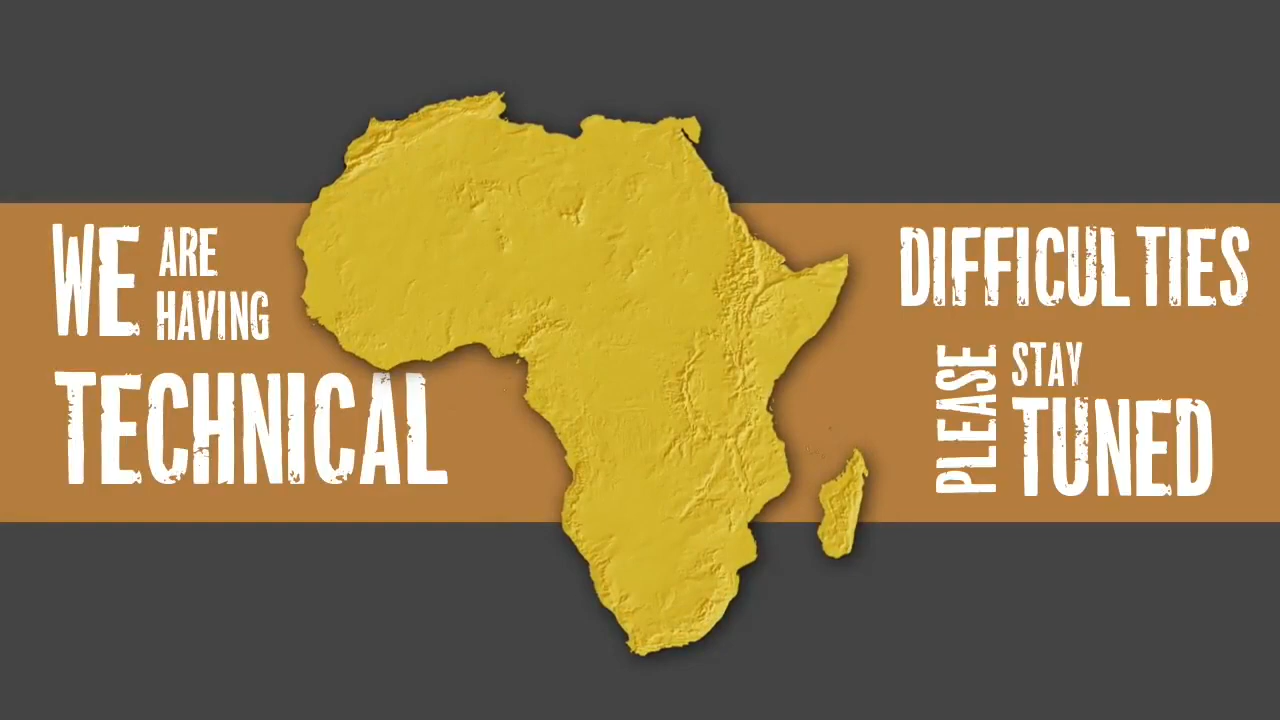 WE ARE
HAVING
TECHNICAL
DIFFICULTIES
PLEASE STAY
TUNED